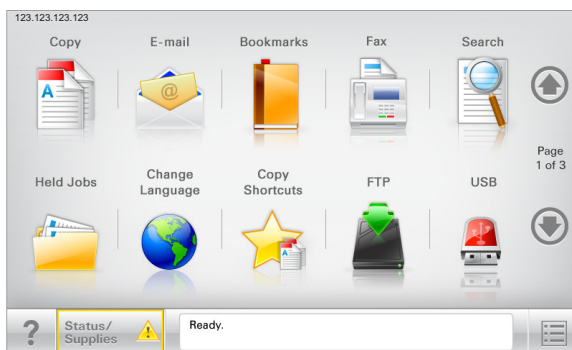 123.123.123.123
Copy
E-mail
Bookmarks
Fax
Search
A
@
Page
1 of 3
Held Jobs
Change
Language
Copy
Shortcuts
FTP
USB
A
?
Status/
Supplies
!
Ready.